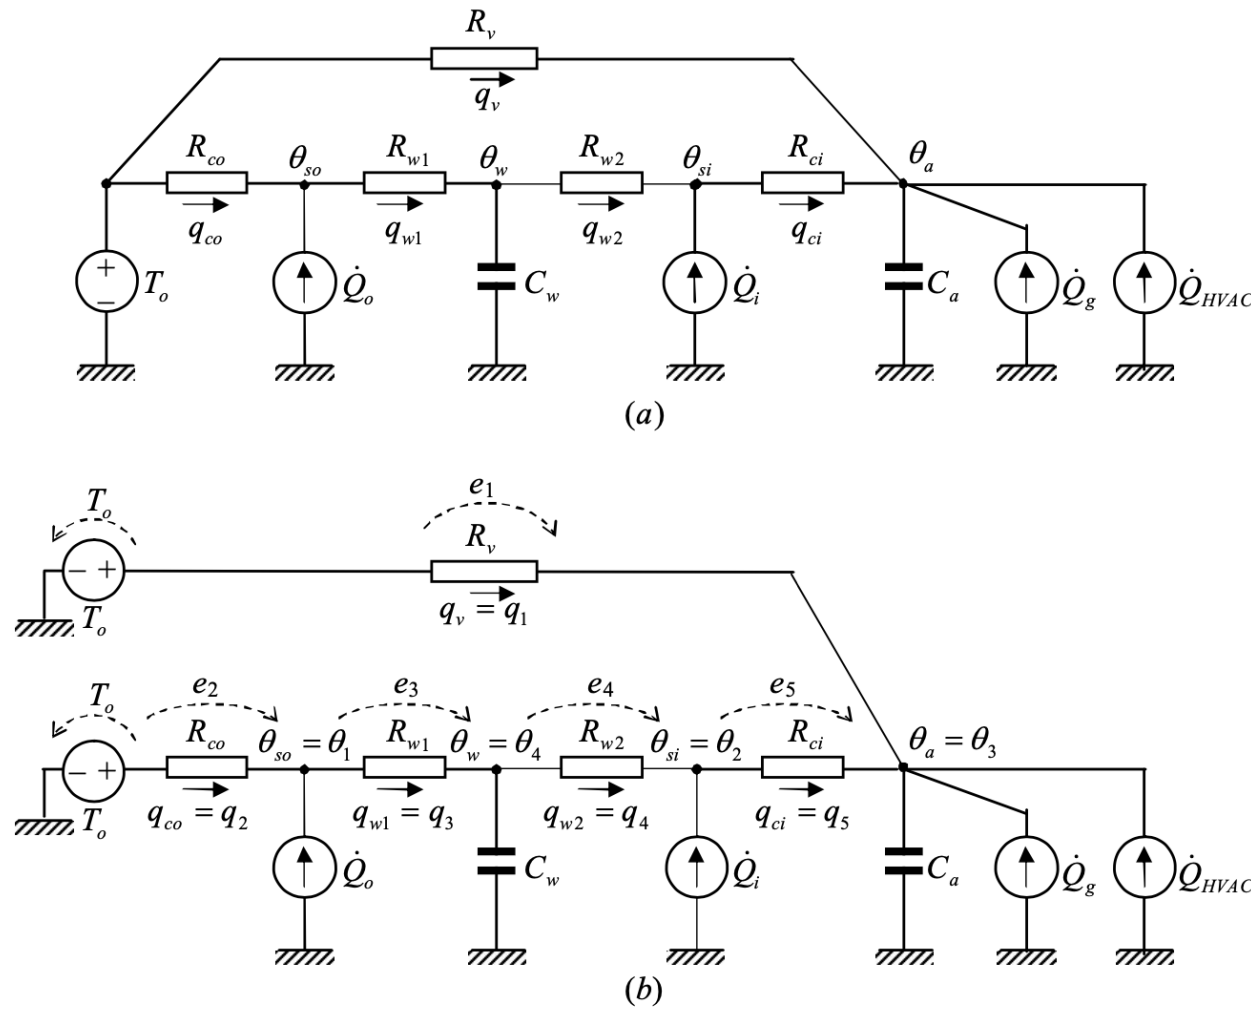 R_v
q_v
R_co θ_so R_w1 θ_w R_w2 θ_si R_ci θ_a
q_co q_w1 q_w2 q_ci
+ − T_o Q̇_o C_w Q̇_i C_a Q̇_g Q̇_HVAC
(a)
e_1
T_o
R_v
− +
T_o
q_v = q_1
T_o e_2 e_3 e_4 e_5
R_co θ_so = θ_1 R_w1 θ_w = θ_4 R_w2 θ_si = θ_2 R_ci θ_a = θ_3
− +
T_o q_co = q_2 q_w1 = q_3 q_w2 = q_4 q_ci = q_5
Q̇_o C_w Q̇_i C_a Q̇_g Q̇_HVAC
(b)